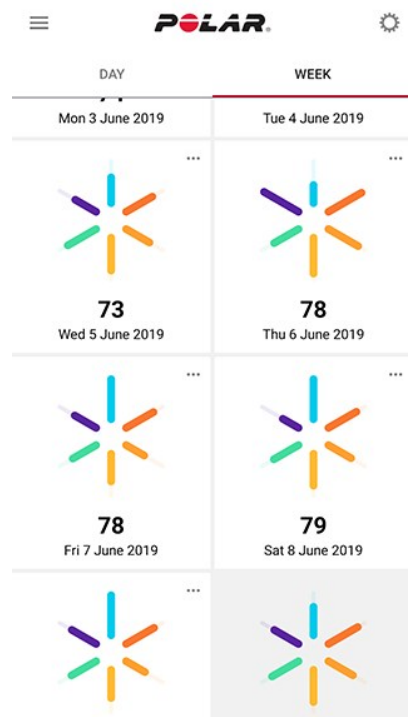 POLAR.
DAY WEEK
Mon 3 June 2019 Tue 4 June 2019
73 78
Wed 5 June 2019 Thu 6 June 2019
78 79
Fri 7 June 2019 Sat 8 June 2019